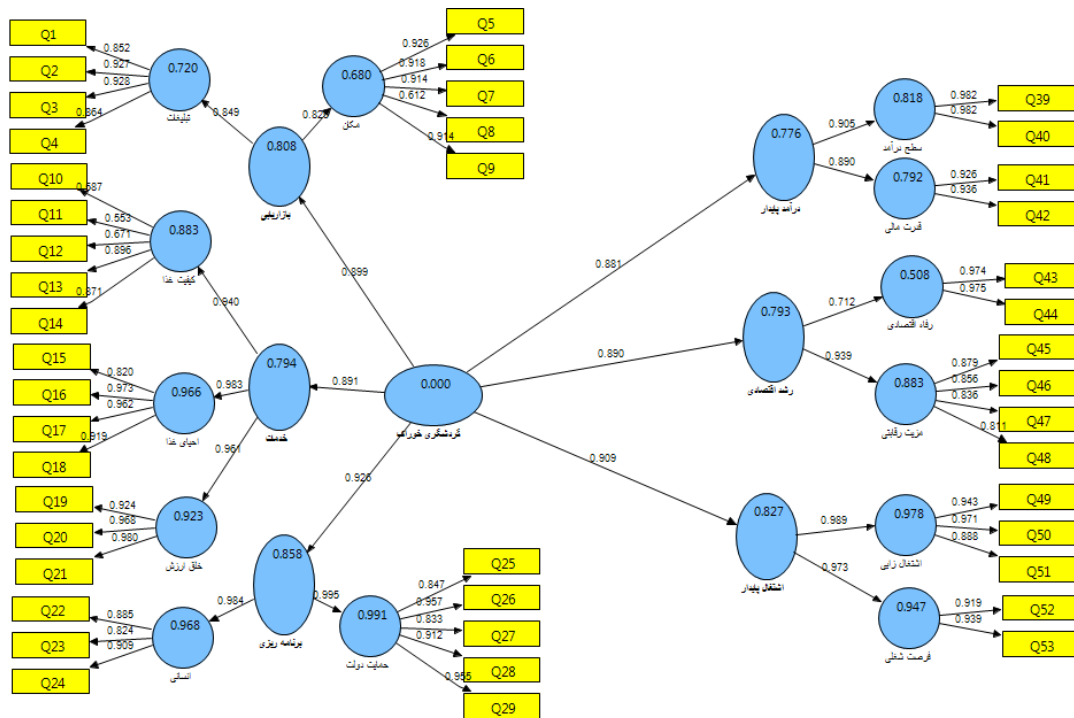 Q1
Q2
Q3
Q4
0.852
0.927
0.928
0.864
0.720
تبلیغات
0.849
Q5
Q6
Q7
Q8
Q9
0.926
0.918
0.914
0.612
0.914
0.680
مکان
0.825
0.808
بازاریابی
0.899
Q10
Q11
Q12
Q13
Q14
0.587
0.553
0.671
0.896
0.871
0.883
کیفیت غذا
0.940
Q15
Q16
Q17
Q18
0.820
0.973
0.962
0.919
0.966
احیای غذا
0.983
0.794
خدمت
0.891
Q19
Q20
Q21
0.924
0.968
0.980
0.923
خلق ارزش
0.961
0.000
گردشگری خوراک
Q22
Q23
Q24
0.885
0.824
0.909
0.968
انسانی
0.984
0.858
برنامه ریزی
0.926
0.995
0.991
حمایت دولت
Q25
Q26
Q27
Q28
Q29
0.847
0.957
0.833
0.912
0.955
0.881
0.776
درآمد پایدار
0.905
0.818
سطح درآمد
0.982
0.982
Q39
Q40
0.890
0.792
قدرت مالی
0.926
0.936
Q41
Q42
0.890
0.793
رشد اقتصادی
0.712
0.508
رفاه اقتصادی
0.974
0.975
Q43
Q44
0.939
0.883
مزیت رقابتی
0.879
0.856
0.836
0.811
Q45
Q46
Q47
Q48
0.909
0.827
اشتغال پایدار
0.989
0.978
اشتغال زایی
0.943
0.971
0.888
Q49
Q50
Q51
0.973
0.947
فرصت شغلی
0.919
0.939
Q52
Q53